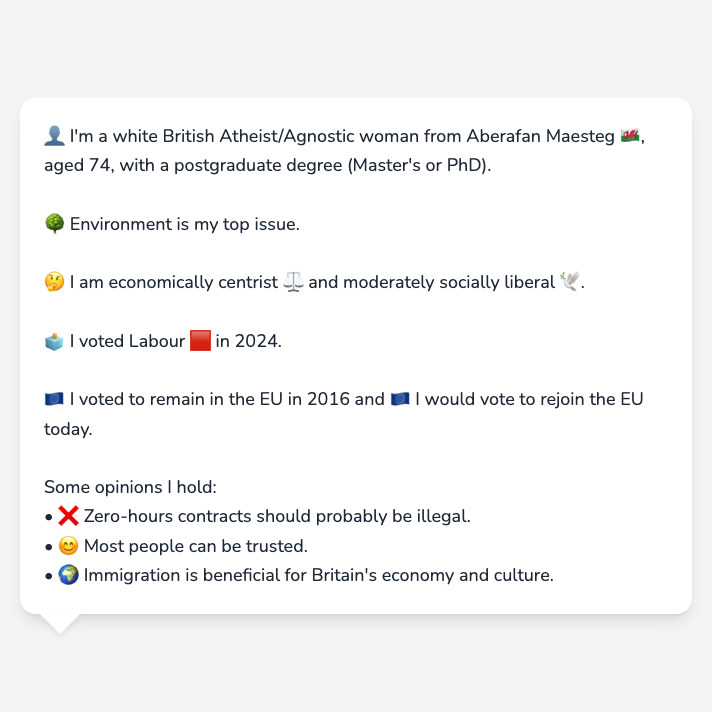 👤 I'm a white British Atheist/Agnostic woman from Aberafan Maesteg 🏴󠁧󠁢󠁷󠁬󠁳󠁿,
aged 74, with a postgraduate degree (Master's or PhD).
🌳 Environment is my top issue.
🤔 I am economically centrist ⚖️ and moderately socially liberal 🕊️.
🗳️ I voted Labour 🟥 in 2024.
🇪🇺 I voted to remain in the EU in 2016 and 🇪🇺 I would vote to rejoin the EU
today.
Some opinions I hold:
• ❌ Zero-hours contracts should probably be illegal.
• 😊 Most people can be trusted.
• 🌍 Immigration is beneficial for Britain's economy and culture.